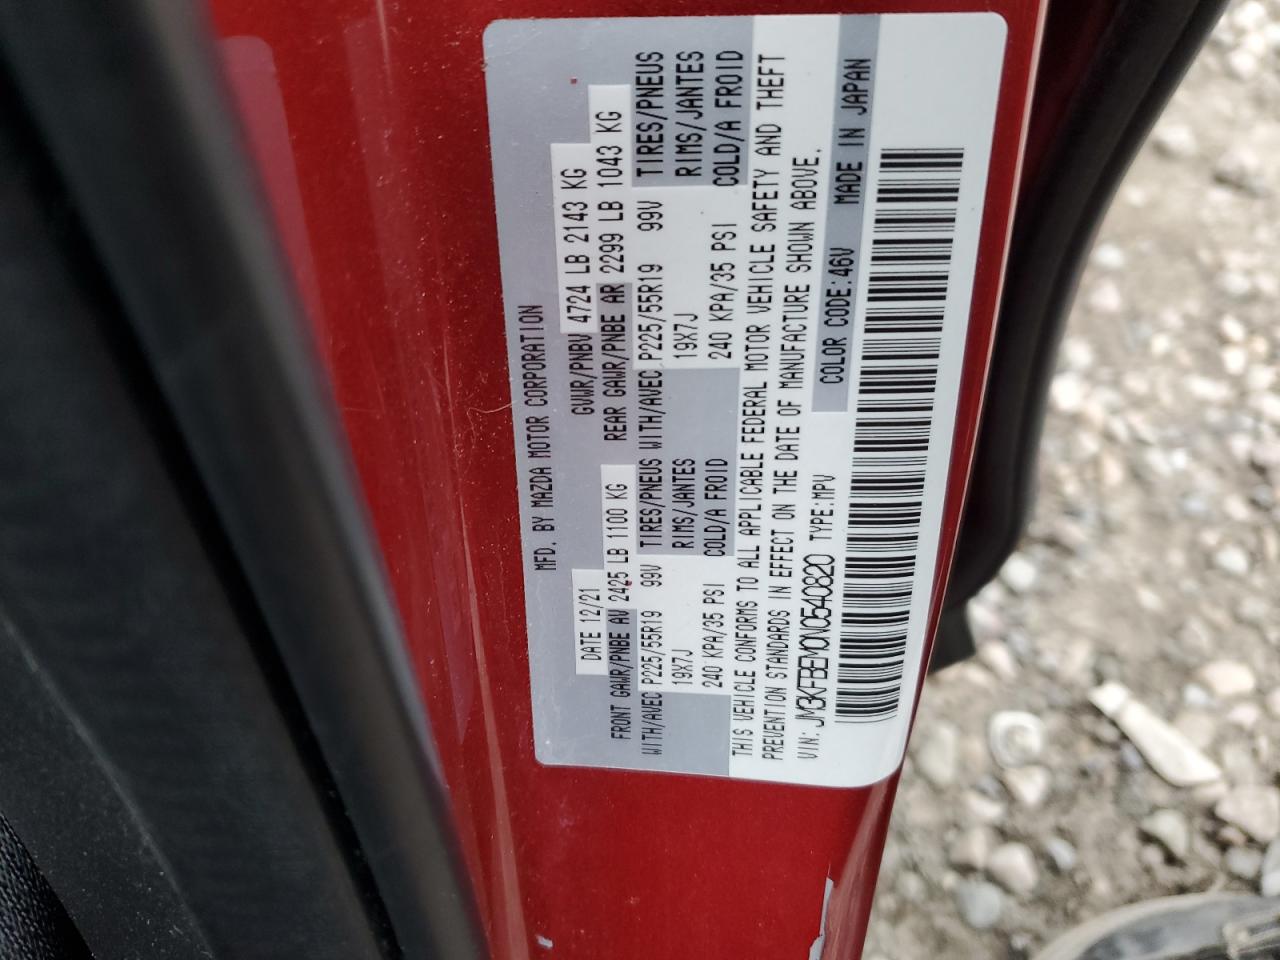 MFD. BY MAZDA MOTOR CORPORATION
DATE 12/21 GVWR/PNBV 4724 LB 2143 KG
FRONT GAWR/PNBE AV 2425 LB 1100 KG REAR GAWR/PNBE AR 2299 LB 1043 KG
WITH/AVEC P225/55R19 99V TIRES/PNEUS WITH/AVEC P225/55R19 99V TIRES/PNEUS
19X7J RIMS/JANTES 19X7J RIMS/JANTES
240 KPA/35 PSI COLD/A FROID 240 KPA/35 PSI COLD/A FROID
THIS VEHICLE CONFORMS TO ALL APPLICABLE FEDERAL MOTOR VEHICLE SAFETY AND THEFT
PREVENTION STANDARDS IN EFFECT ON THE DATE OF MANUFACTURE SHOWN ABOVE.
VIN: JM3KFBEM0N0540820 TYPE:MPV COLOR CODE:46V MADE IN JAPAN